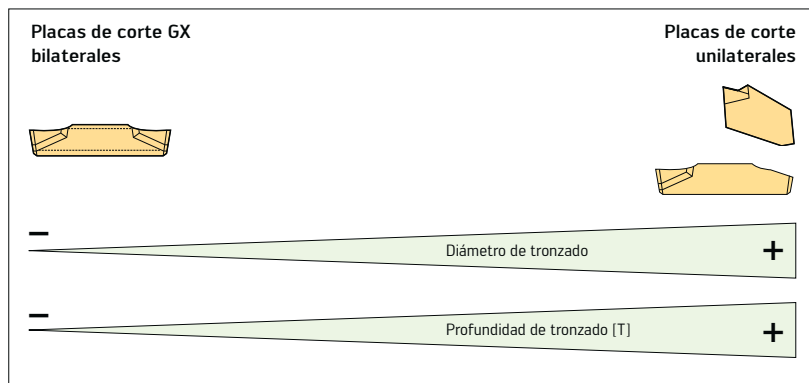 Placas de corte GX
bilaterales
Placas de corte
unilaterales
−
Diámetro de tronzado
+
−
Profundidad de tronzado [T]
+